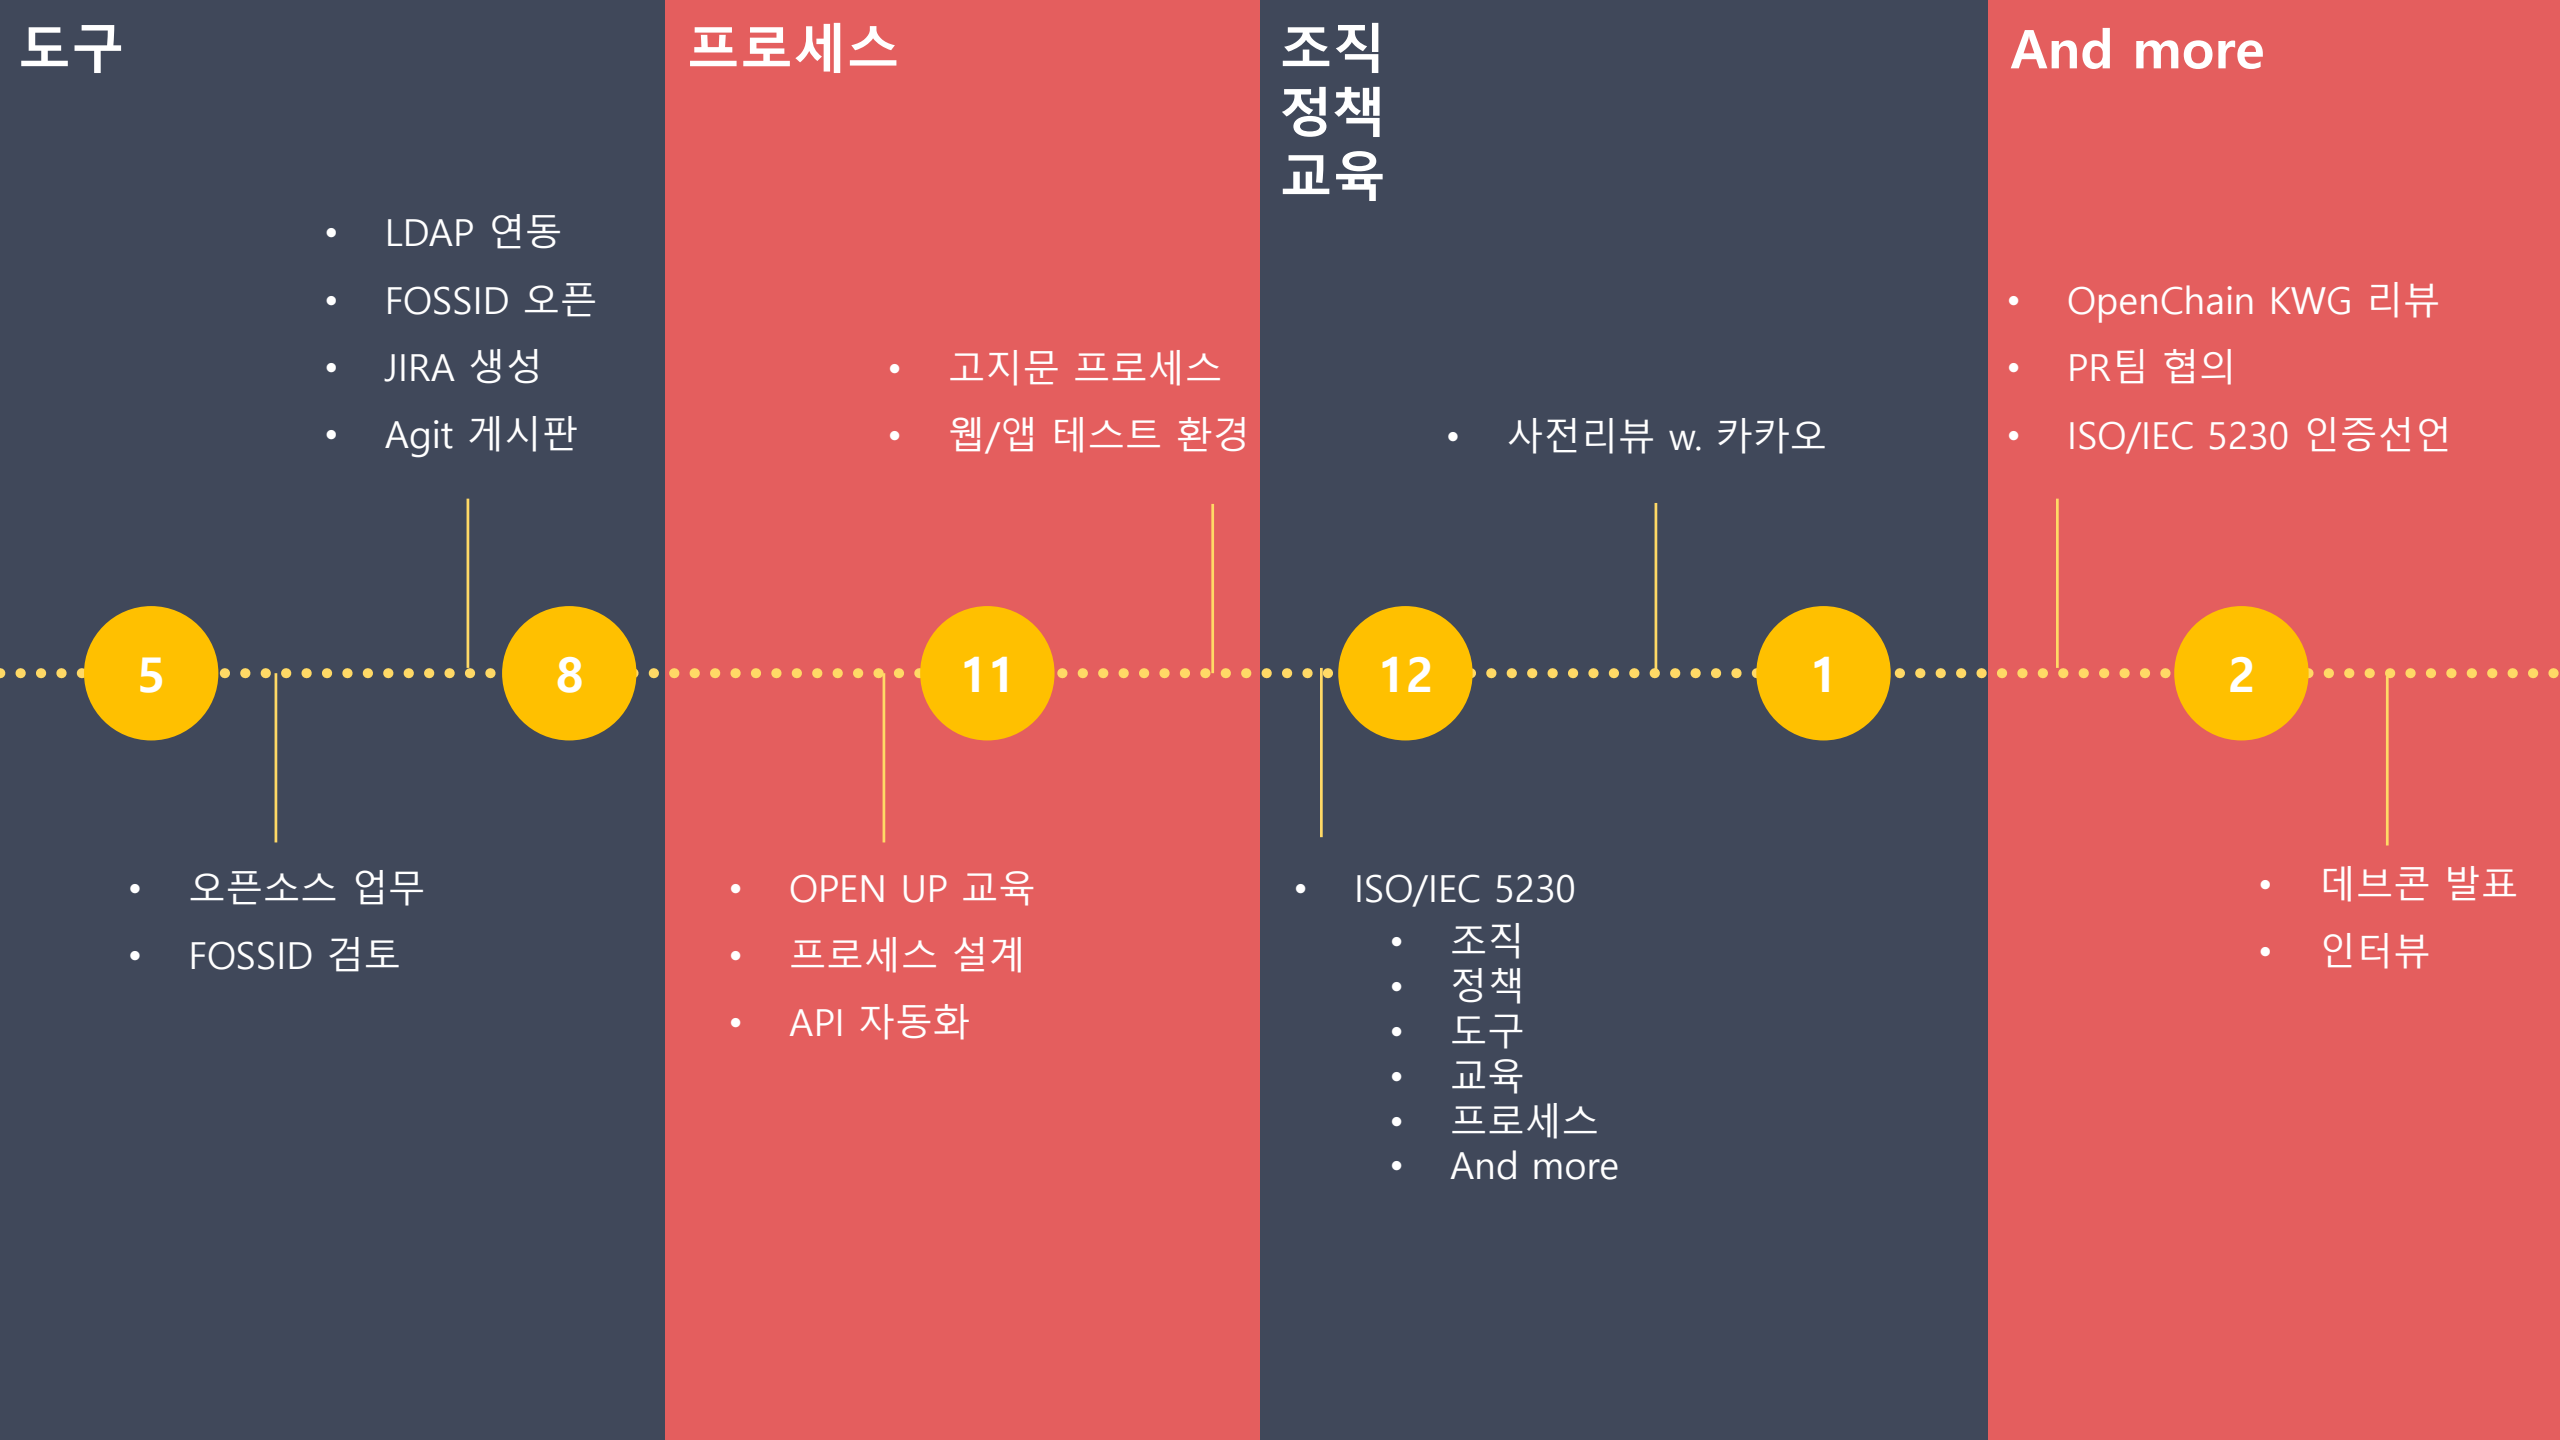 도구
• LDAP 연동
• FOSSID 오픈
• JIRA 생성
• Agit 게시판
5
8
• 오픈소스 업무
• FOSSID 검토
프로세스
• 고지문 프로세스
• 웹/앱 테스트 환경
11
• OPEN UP 교육
• 프로세스 설계
• API 자동화
조직
정책
교육
• 사전리뷰 w. 카카오
12
1
• ISO/IEC 5230
• 조직
• 정책
• 도구
• 교육
• 프로세스
• And more
And more
• OpenChain KWG 리뷰
• PR팀 협의
• ISO/IEC 5230 인증선언
2
• 데브콘 발표
• 인터뷰